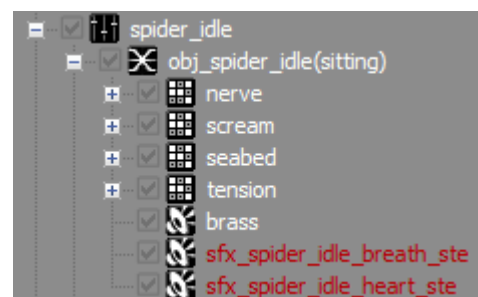 spider_idle
obj_spider_idle(sitting)
nerve
scream
seabed
tension
brass
sfx_spider_idle_breath_ste
sfx_spider_idle_heart_ste